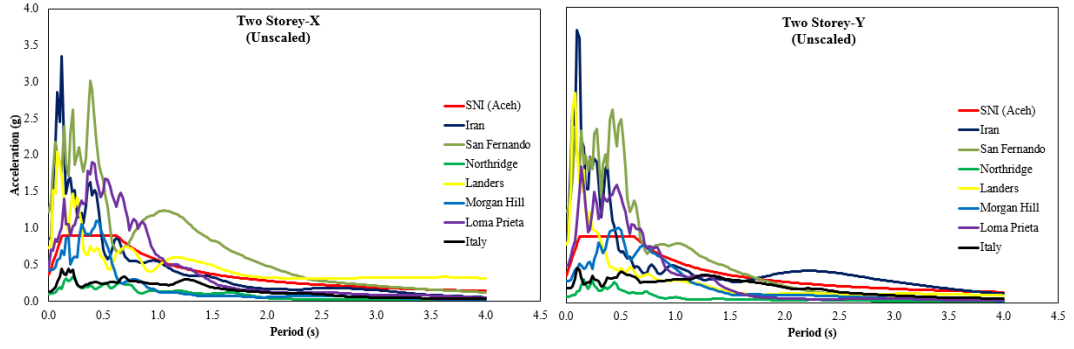 Two Storey-X
(Unscaled)
4.0
3.5
3.0
2.5
2.0
1.5
1.0
0.5
0.0
Acceleration (g)
SNI (Aceh)
Iran
San Fernando
Northridge
Landers
Morgan Hill
Loma Prieta
Italy
0.0 0.5 1.0 1.5 2.0 2.5 3.0 3.5 4.0 4.5
Period (s)
Two Storey-Y
(Unscaled)
SNI (Aceh)
Iran
San Fernando
Northridge
Landers
Morgan Hill
Loma Prieta
Italy
0.0 0.5 1.0 1.5 2.0 2.5 3.0 3.5 4.0 4.5
Period (s)